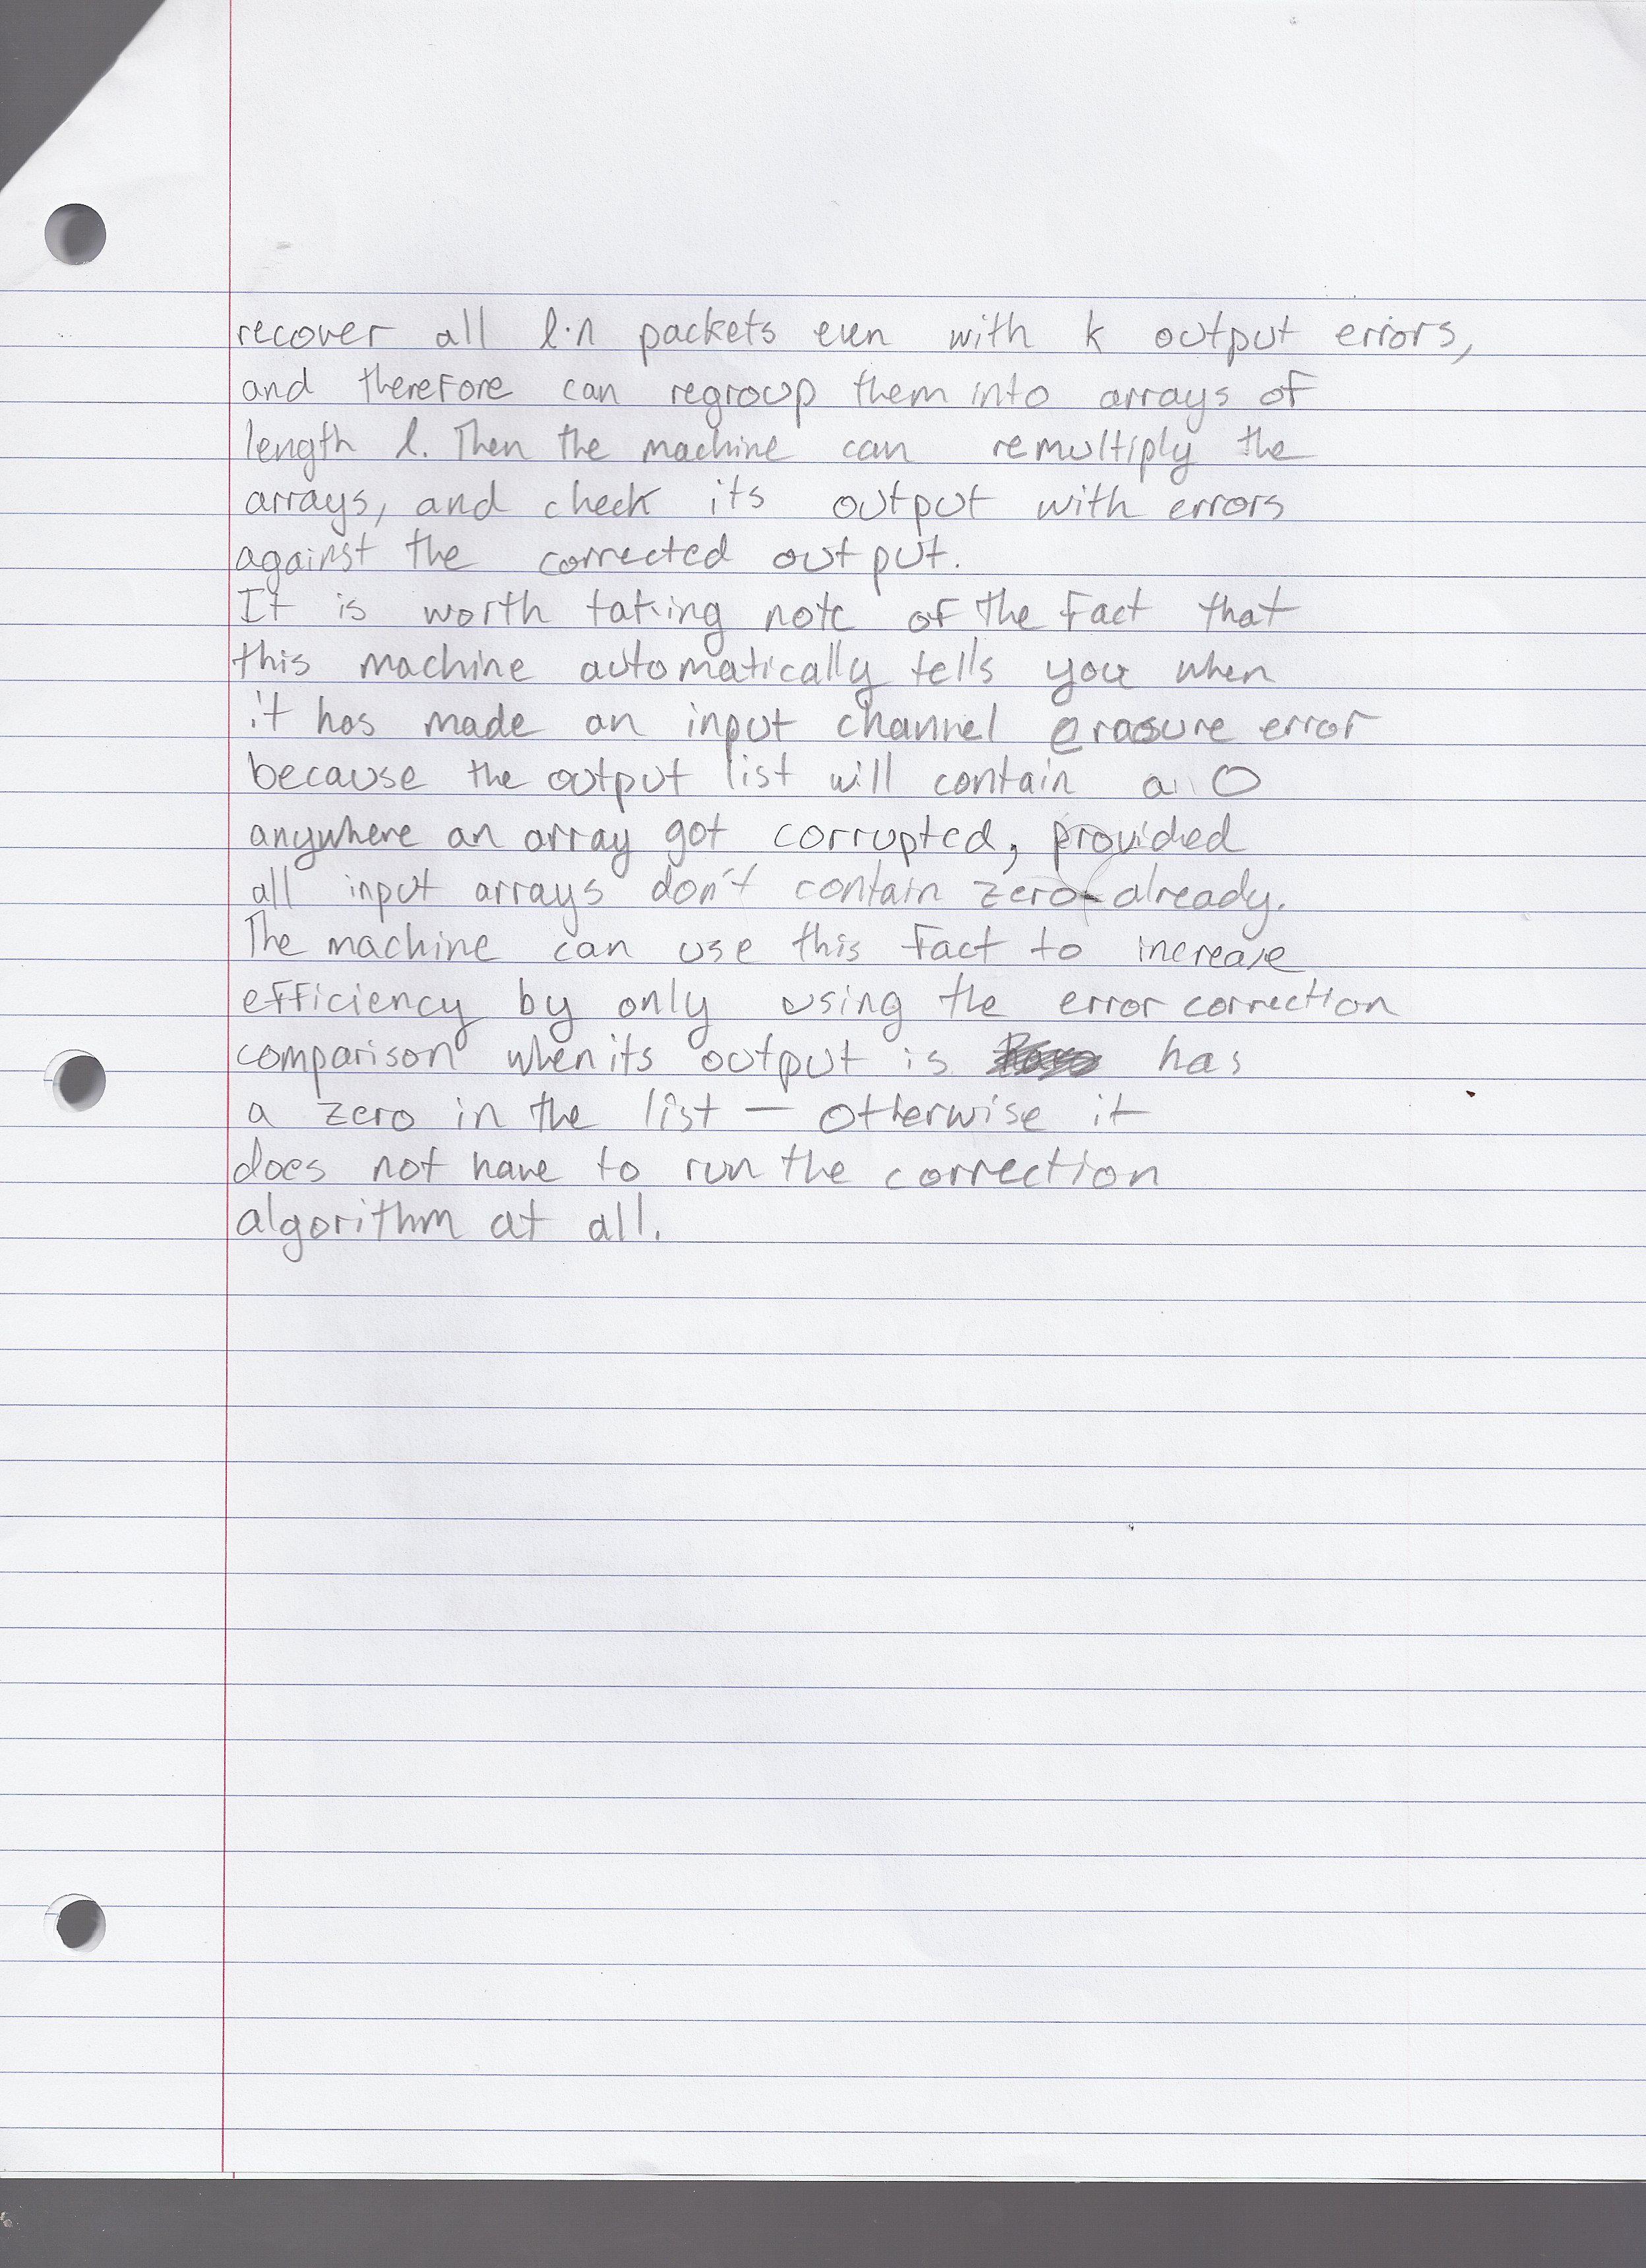 recover all l·n packets even with k output errors,
and therefore can regroup them into arrays of
length l. Then the machine can remultiply the
arrays, and check its output with errors
against the corrected output.
It is worth taking note of the fact that
this machine automatically tells you when
it has made an input channel erasure error
because the output list will contain a 0
anywhere an array got corrupted, provided
all input arrays don't contain zero already.
The machine can use this fact to increase
efficiency by only using the error correction
comparison when its output is has
a zero in the list — otherwise it
does not have to run the correction
algorithm at all.